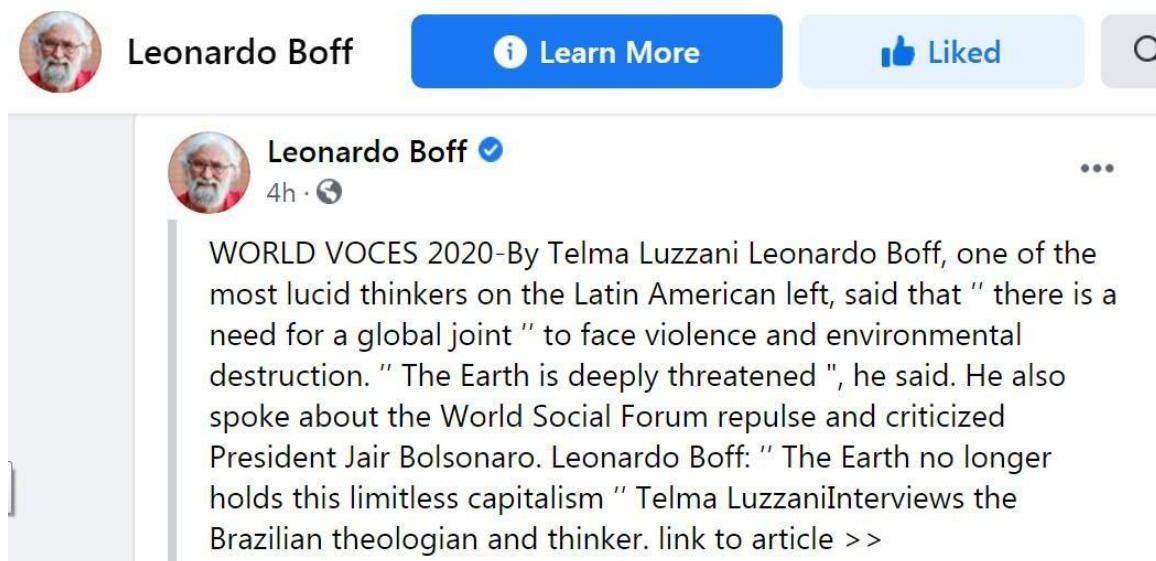 Leonardo Boff
Learn More
Liked
Leonardo Boff
4h ·
WORLD VOCES 2020-By Telma Luzzani Leonardo Boff, one of the
most lucid thinkers on the Latin American left, said that '' there is a
need for a global joint '' to face violence and environmental
destruction. '' The Earth is deeply threatened ", he said. He also
spoke about the World Social Forum repulse and criticized
President Jair Bolsonaro. Leonardo Boff: '' The Earth no longer
holds this limitless capitalism '' Telma LuzzaniInterviews the
Brazilian theologian and thinker. link to article >>